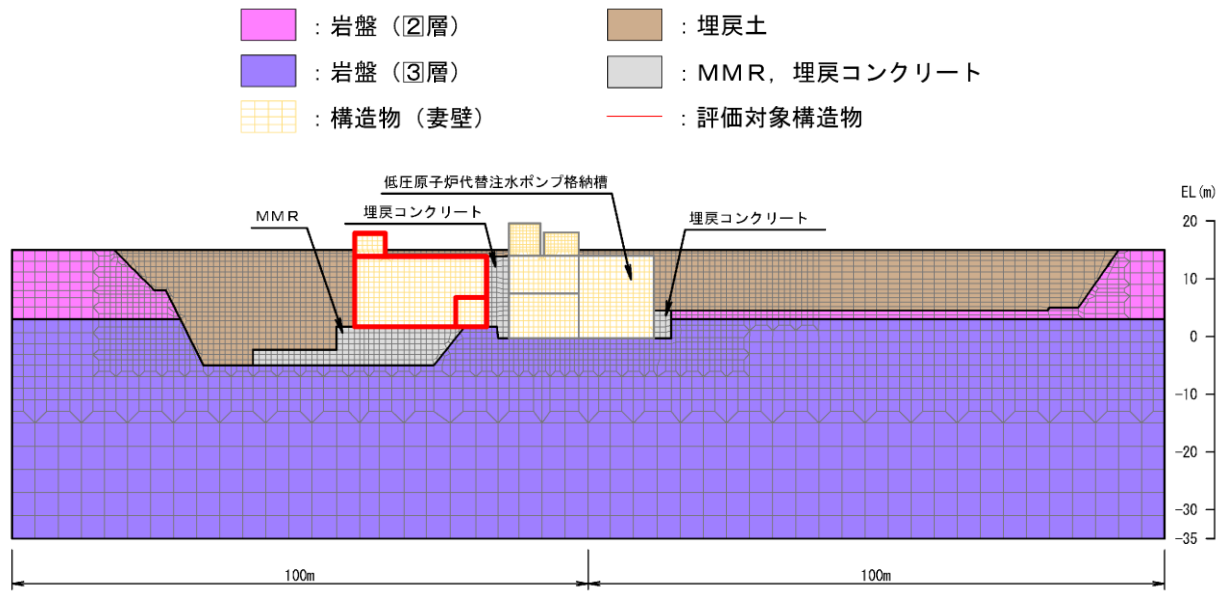 ：岩盤（②層）
：埋戻土
：岩盤（③層）
：ＭＭＲ，埋戻コンクリート
：構造物（妻壁）
：評価対象構造物
低圧原子炉代替注水ポンプ格納槽
EL(m)
ＭＭＲ
埋戻コンクリート
埋戻コンクリート
20
10
0
-10
-20
-30
-35
100m
100m